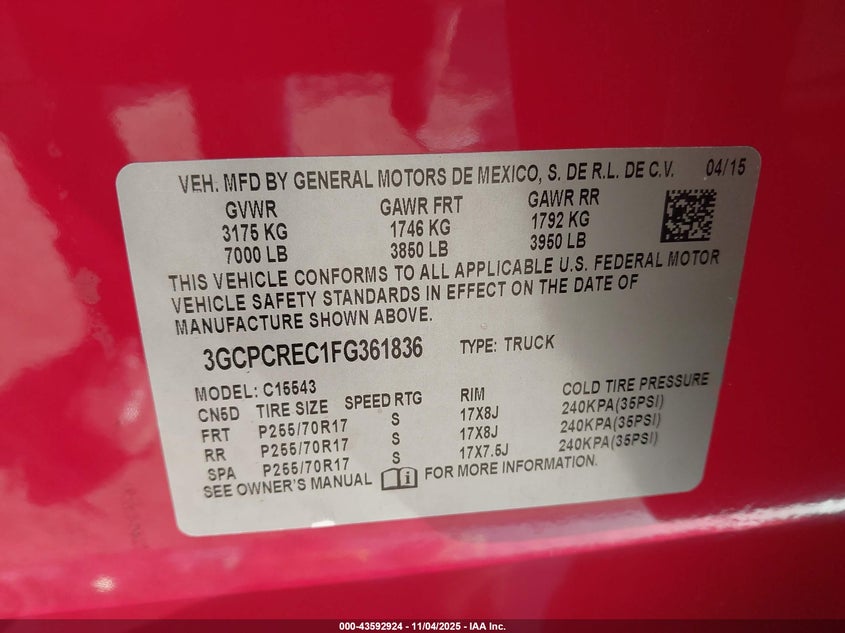 VEH. MFD BY GENERAL MOTORS DE MEXICO, S. DE R.L. DE C.V. 04/15
GVWR GAWR FRT GAWR RR
3175 KG 1746 KG 1792 KG
7000 LB 3850 LB 3950 LB
THIS VEHICLE CONFORMS TO ALL APPLICABLE U.S. FEDERAL MOTOR
VEHICLE SAFETY STANDARDS IN EFFECT ON THE DATE OF
MANUFACTURE SHOWN ABOVE.
3GCPCREC1FG361836 TYPE: TRUCK
MODEL: C15543
CN5D TIRE SIZE SPEED RTG RIM COLD TIRE PRESSURE
FRT P255/70R17 S 17X8J 240KPA(35PSI)
RR P255/70R17 S 17X8J 240KPA(35PSI)
SPA P255/70R17 S 17X7.5J 240KPA(35PSI)
SEE OWNER'S MANUAL FOR MORE INFORMATION.
000-43592924 - 11/04/2025 - IAA Inc.